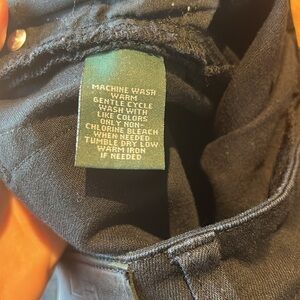 MACHINE WASH
WARM
GENTLE CYCLE
WASH WITH
LIKE COLORS
ONLY NON-
CHLORINE BLEACH
WHEN NEEDED
TUMBLE DRY LOW
WARM IRON
IF NEEDED